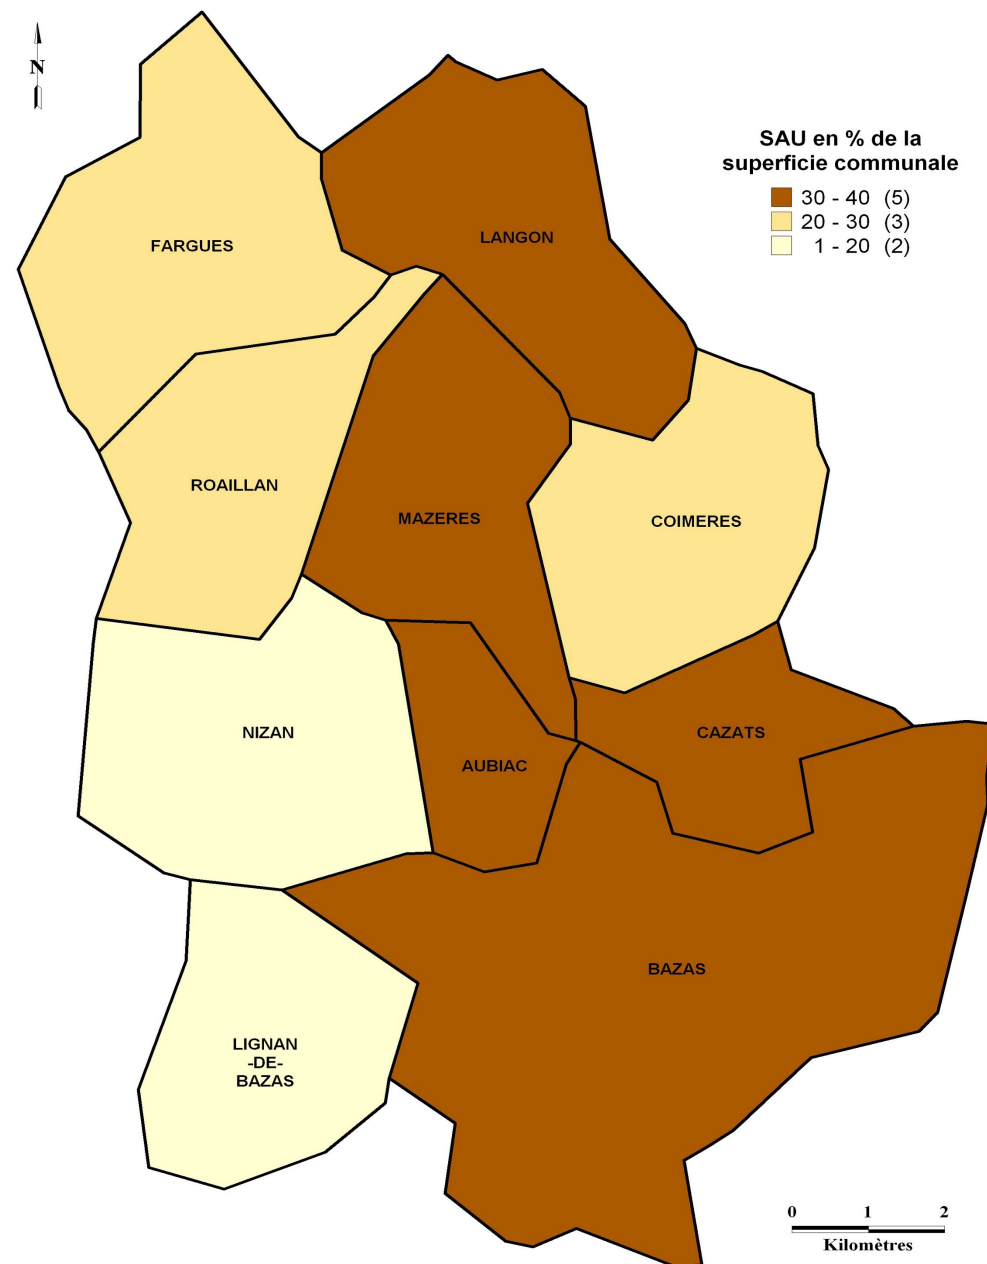 N
SAU en % de la
superficie communale
30 - 40 (5)
20 - 30 (3)
1 - 20 (2)
FARGUES
LANGON
ROAILLAN
MAZERES
COIMERES
NIZAN
CAZATS
AUBIAC
BAZAS
LIGNAN
-DE-
BAZAS
0 1 2
Kilomètres